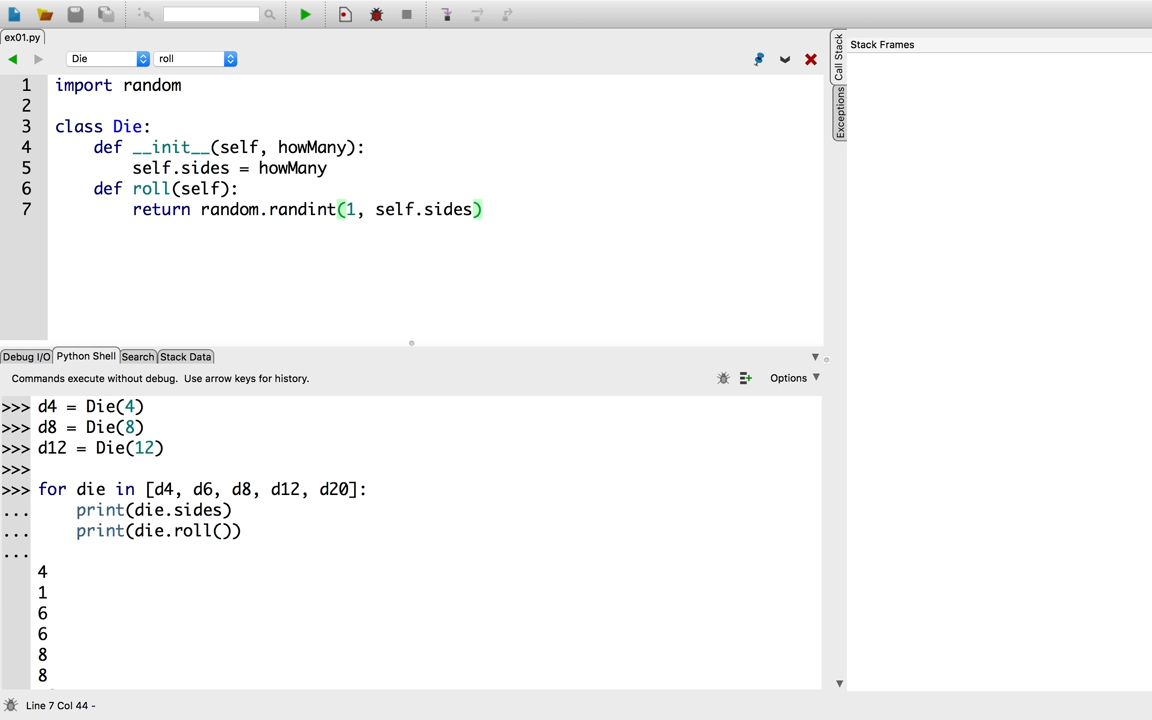 ex01.py
Die roll
Call Stack
Stack Frames
Exceptions
1 import random
2
3 class Die:
4 def __init__(self, howMany):
5 self.sides = howMany
6 def roll(self):
7 return random.randint(1, self.sides)
Debug I/O Python Shell Search Stack Data
Commands execute without debug.  Use arrow keys for history.
Options
>>> d4 = Die(4)
>>> d8 = Die(8)
>>> d12 = Die(12)
>>>
>>> for die in [d4, d6, d8, d12, d20]:
... print(die.sides)
... print(die.roll())
...
4
1
6
6
8
8
Line 7 Col 44 -